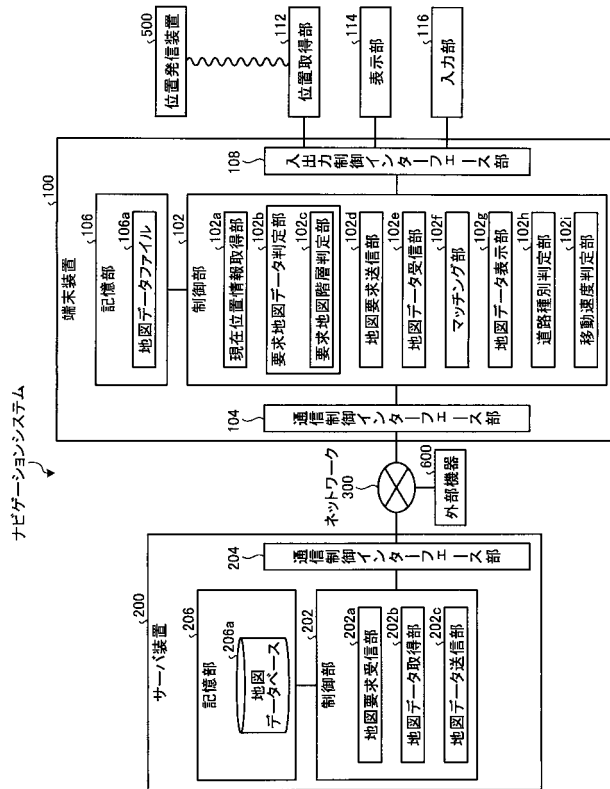 ナビゲーションシステム
200
サーバ装置
206
記憶部
206a
地図
データベース
202
制御部
202a
地図要求受信部
202b
地図データ取得部
202c
地図データ送信部
204
通信制御インターフェース部
ネットワーク
300
600
外部機器
100
端末装置
106
記憶部
106a
地図データファイル
102
制御部
102a
現在位置情報取得部
102b
要求地図データ判定部
102c
要求地図階層判定部
102d
地図要求送信部
102e
地図データ受信部
102f
マッチング部
102g
地図データ表示部
102h
道路種別判定部
102i
移動速度判定部
104
通信制御インターフェース部
108
入出力制御インターフェース部
500
位置発信装置
112
位置取得部
114
表示部
116
入力部